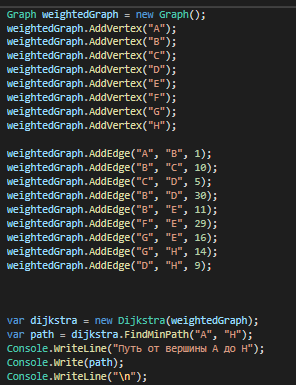 Graph weightedGraph = new Graph();
weightedGraph.AddVertex("A");
weightedGraph.AddVertex("B");
weightedGraph.AddVertex("C");
weightedGraph.AddVertex("D");
weightedGraph.AddVertex("E");
weightedGraph.AddVertex("F");
weightedGraph.AddVertex("G");
weightedGraph.AddVertex("H");
weightedGraph.AddEdge("A", "B", 1);
weightedGraph.AddEdge("B", "C", 10);
weightedGraph.AddEdge("C", "D", 5);
weightedGraph.AddEdge("B", "D", 30);
weightedGraph.AddEdge("B", "E", 11);
weightedGraph.AddEdge("F", "E", 29);
weightedGraph.AddEdge("G", "E", 16);
weightedGraph.AddEdge("G", "H", 14);
weightedGraph.AddEdge("D", "H", 9);
var dijkstra = new Dijkstra(weightedGraph);
var path = dijkstra.FindMinPath("A", "H");
Console.WriteLine("Путь от вершины А до Н");
Console.Write(path);
Console.WriteLine("\n");